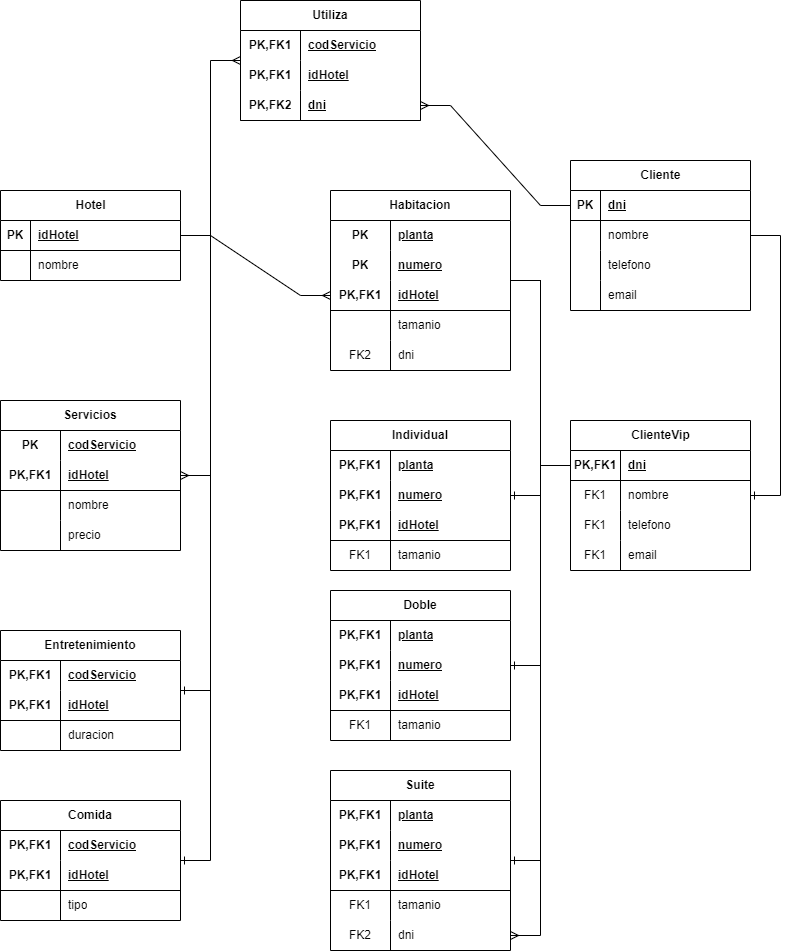 Utiliza
PK,FK1 codServicio
PK,FK1 idHotel
PK,FK2 dni
Cliente
PK dni
nombre
telefono
email
Hotel
PK idHotel
nombre
Habitacion
PK planta
PK numero
PK,FK1 idHotel
tamanio
FK2 dni
Servicios
PK codServicio
PK,FK1 idHotel
nombre
precio
Individual
PK,FK1 planta
PK,FK1 numero
PK,FK1 idHotel
FK1 tamanio
ClienteVip
PK,FK1 dni
FK1 nombre
FK1 telefono
FK1 email
Doble
PK,FK1 planta
PK,FK1 numero
PK,FK1 idHotel
FK1 tamanio
Entretenimiento
PK,FK1 codServicio
PK,FK1 idHotel
duracion
Suite
PK,FK1 planta
PK,FK1 numero
PK,FK1 idHotel
FK1 tamanio
FK2 dni
Comida
PK,FK1 codServicio
PK,FK1 idHotel
tipo